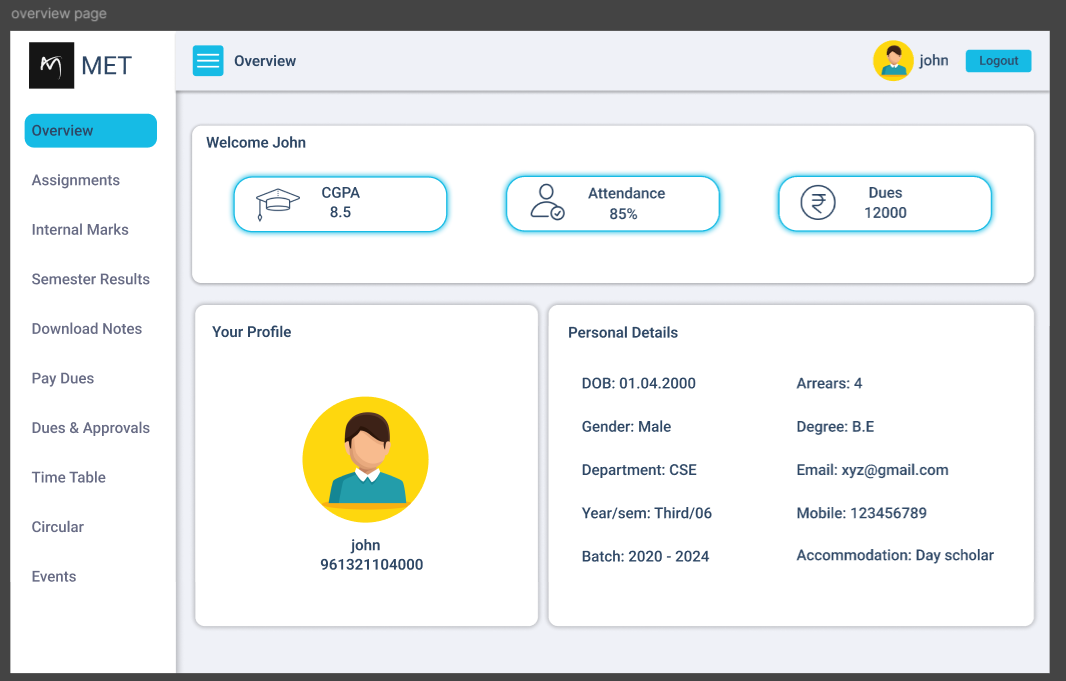 overview page
MET
Overview
john
Logout
Overview
Assignments
Internal Marks
Semester Results
Download Notes
Pay Dues
Dues & Approvals
Time Table
Circular
Events
Welcome John
CGPA
8.5
Attendance
85%
Dues
12000
Your Profile
john
961321104000
Personal Details
DOB: 01.04.2000
Arrears: 4
Gender: Male
Degree: B.E
Department: CSE
Email: xyz@gmail.com
Year/sem: Third/06
Mobile: 123456789
Batch: 2020 - 2024
Accommodation: Day scholar